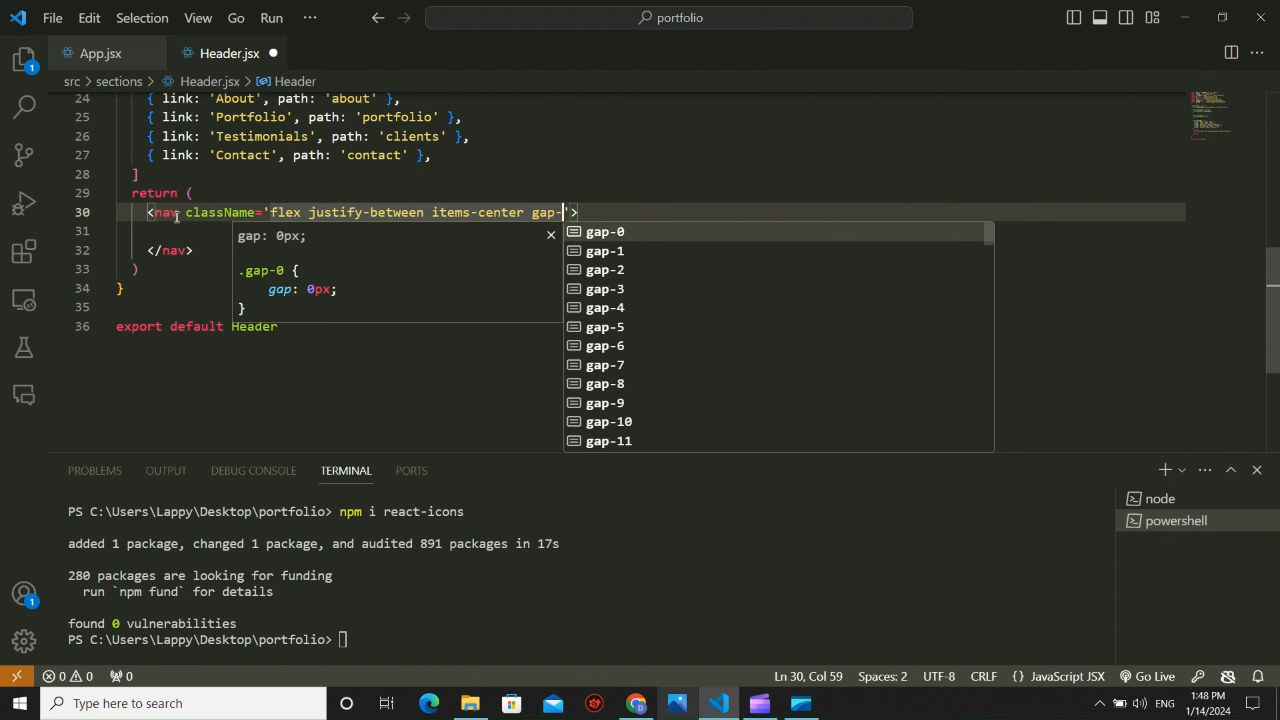 File Edit Selection View Go Run ··· portfolio
App.jsx Header.jsx
src > sections > Header.jsx > Header
24 { link: 'About', path: 'about' },
25 { link: 'Portfolio', path: 'portfolio' },
26 { link: 'Testimonials', path: 'clients' },
27 { link: 'Contact', path: 'contact' },
28 ]
29 return (
30 <nav className='flex justify-between items-center gap-'>
31
32 </nav>
33 )
34 }
35
36 export default Header
gap: 0px;
.gap-0 {
gap: 0px;
}
gap-0
gap-1
gap-2
gap-3
gap-4
gap-5
gap-6
gap-7
gap-8
gap-9
gap-10
gap-11
PROBLEMS OUTPUT DEBUG CONSOLE TERMINAL PORTS
PS C:\Users\Lappy\Desktop\portfolio> npm i react-icons
added 1 package, changed 1 package, and audited 891 packages in 17s
280 packages are looking for funding
run `npm fund` for details
found 0 vulnerabilities
PS C:\Users\Lappy\Desktop\portfolio>
node
powershell
1
1
0 0 0 Ln 30, Col 59 Spaces: 2 UTF-8 CRLF {} JavaScript JSX Go Live
Type here to search ENG 1:48 PM
1/14/2024